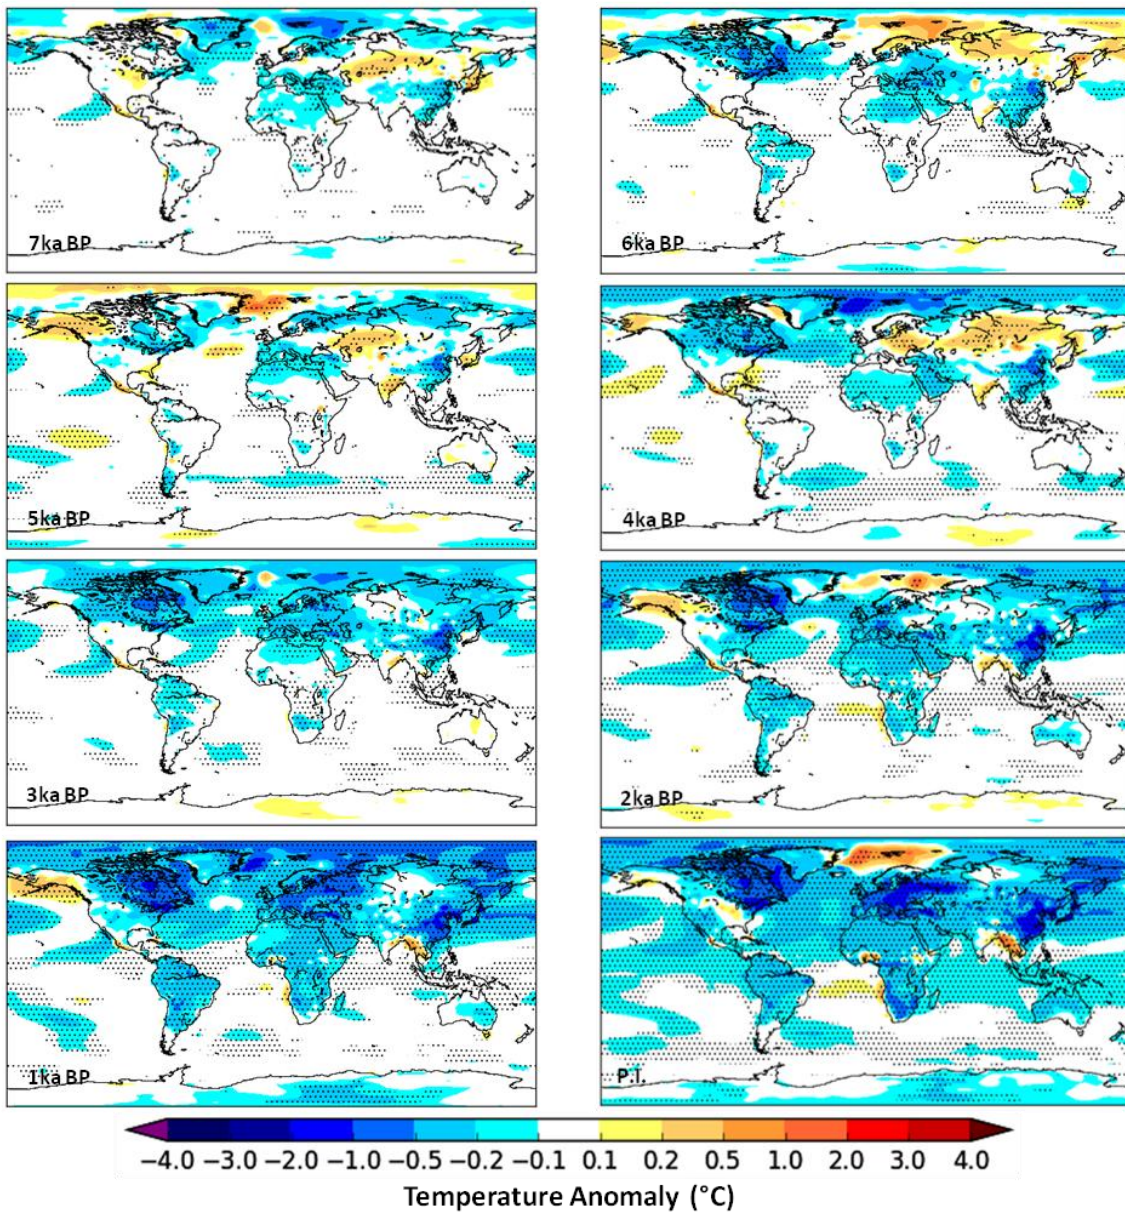 7ka BP
6ka BP
5ka BP
4ka BP
3ka BP
2ka BP
1ka BP
P.I.
−4.0 −3.0 −2.0 −1.0 −0.5 −0.2 −0.1 0.1 0.2 0.5 1.0 2.0 3.0 4.0
Temperature Anomaly (°C)